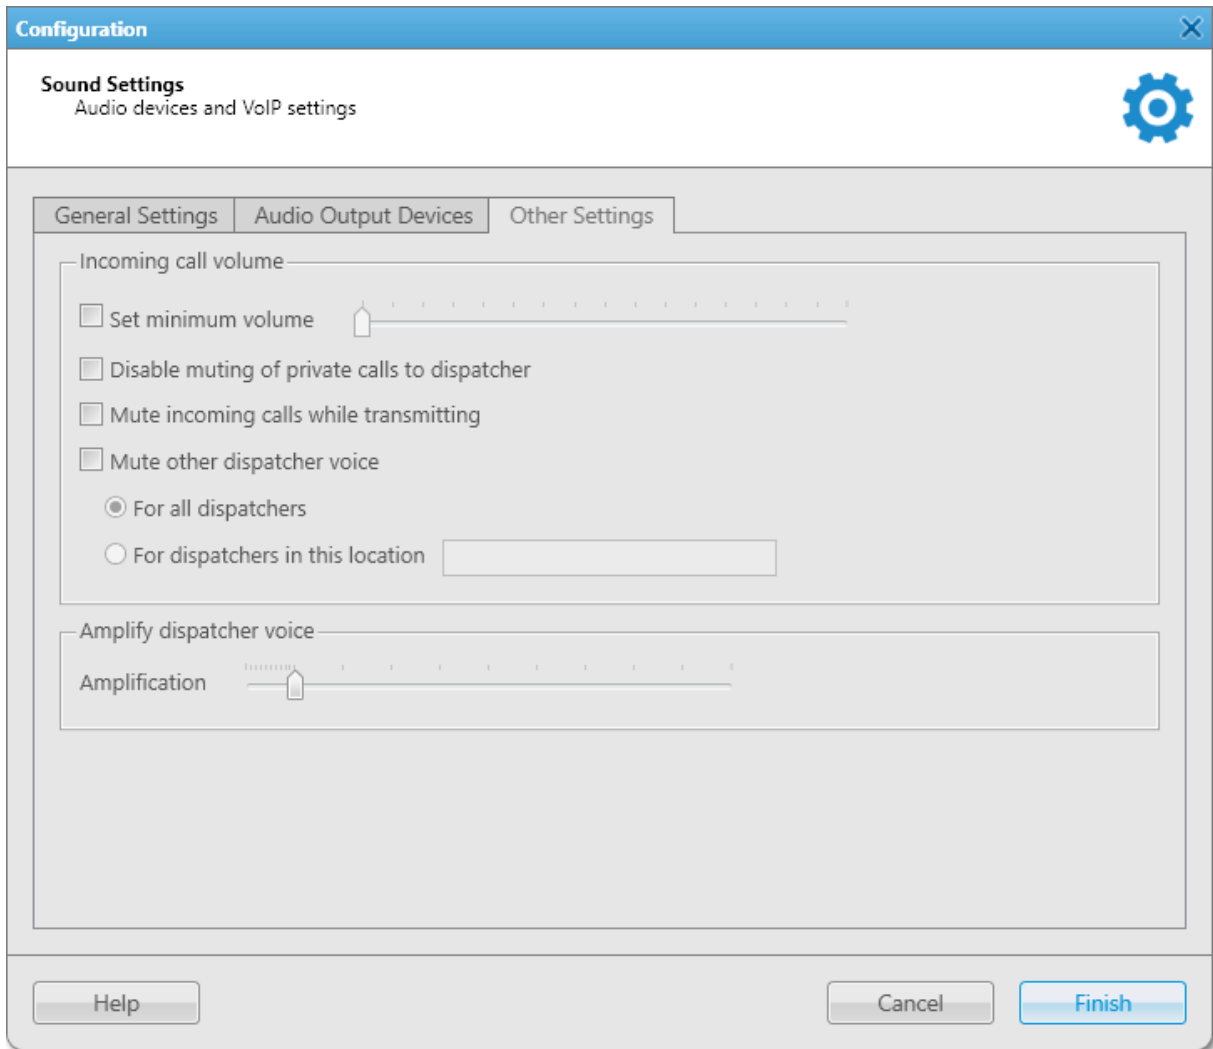 Configuration
Sound Settings
Audio devices and VoIP settings
General Settings
Audio Output Devices
Other Settings
Incoming call volume
Set minimum volume
Disable muting of private calls to dispatcher
Mute incoming calls while transmitting
Mute other dispatcher voice
For all dispatchers
For dispatchers in this location
Amplify dispatcher voice
Amplification
Help
Cancel
Finish